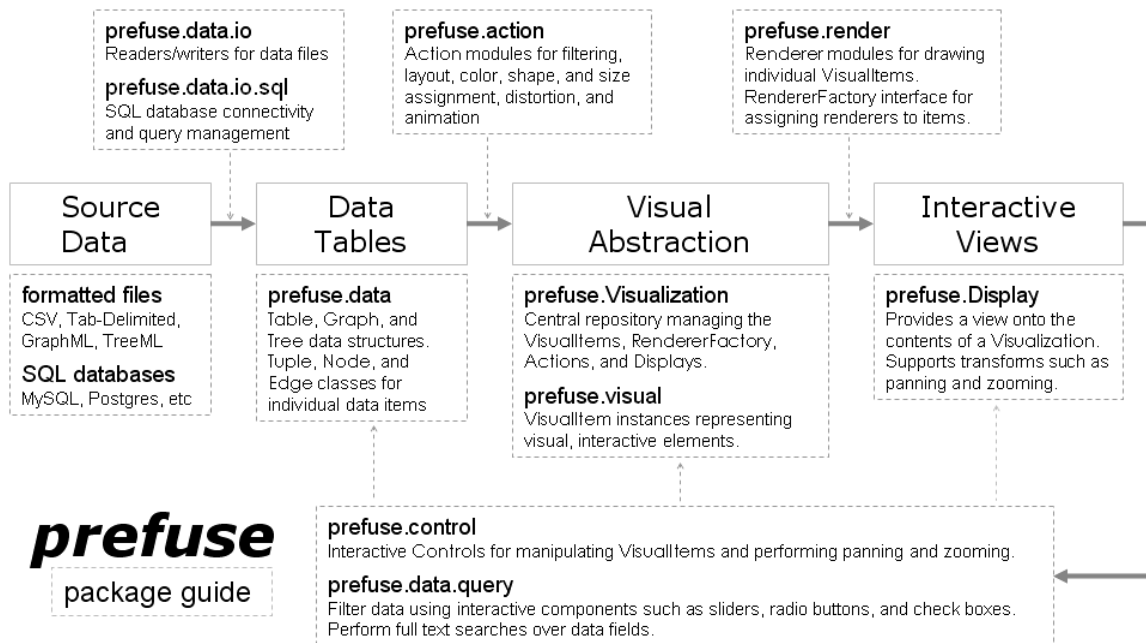 prefuse.data.io
Readers/writers for data files
prefuse.data.io.sql
SQL database connectivity
and query management
prefuse.action
Action modules for filtering,
layout, color, shape, and size
assignment, distortion, and
animation
prefuse.render
Renderer modules for drawing
individual VisualItems.
RendererFactory interface for
assigning renderers to items.
Source
Data
Data
Tables
Visual
Abstraction
Interactive
Views
formatted files
CSV, Tab-Delimited,
GraphML, TreeML
SQL databases
MySQL, Postgres, etc
prefuse.data
Table, Graph, and
Tree data structures.
Tuple, Node, and
Edge classes for
individual data items
prefuse.Visualization
Central repository managing the
VisualItems, RendererFactory,
Actions, and Displays.
prefuse.visual
VisualItem instances representing
visual, interactive elements.
prefuse.Display
Provides a view onto the
contents of a Visualization.
Supports transforms such as
panning and zooming.
prefuse
package guide
prefuse.control
Interactive Controls for manipulating VisualItems and performing panning and zooming.
prefuse.data.query
Filter data using interactive components such as sliders, radio buttons, and check boxes.
Perform full text searches over data fields.